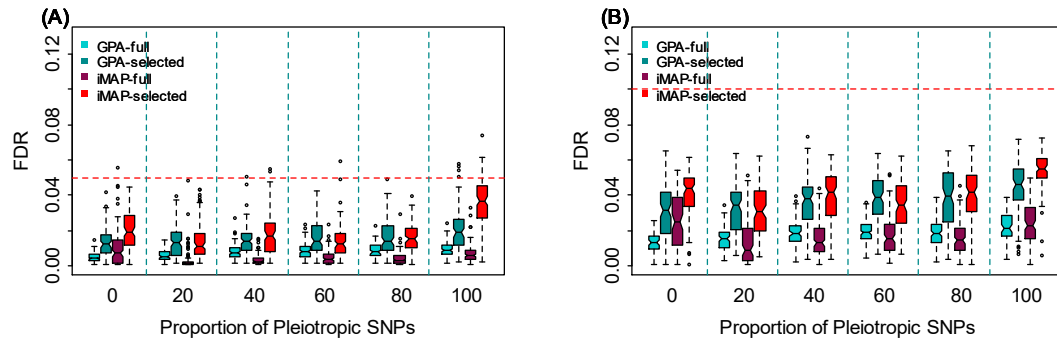 (A)
GPA-full
GPA-selected
iMAP-full
iMAP-selected
FDR
0.12
0.08
0.04
0.00
0 20 40 60 80 100
Proportion of Pleiotropic SNPs
(B)
GPA-full
GPA-selected
iMAP-full
iMAP-selected
FDR
0.12
0.08
0.04
0.00
0 20 40 60 80 100
Proportion of Pleiotropic SNPs